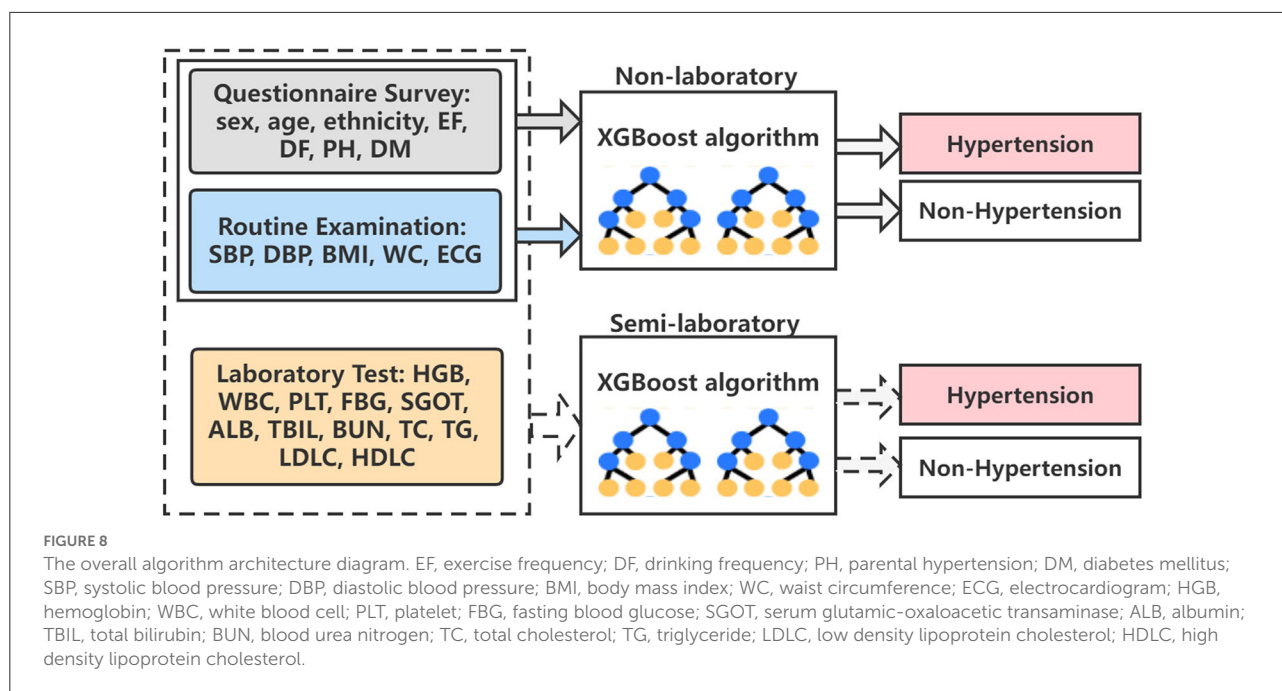 Questionnaire Survey:
sex, age, ethnicity, EF,
DF, PH, DM
Routine Examination:
SBP, DBP, BMI, WC, ECG
Laboratory Test: HGB,
WBC, PLT, FBG, SGOT,
ALB, TBIL, BUN, TC, TG,
LDLC, HDLC
Non-laboratory
XGBoost algorithm
Hypertension
Non-Hypertension
Semi-laboratory
XGBoost algorithm
Hypertension
Non-Hypertension
FIGURE 8
The overall algorithm architecture diagram. EF, exercise frequency; DF, drinking frequency; PH, parental hypertension; DM, diabetes mellitus;
SBP, systolic blood pressure; DBP, diastolic blood pressure; BMI, body mass index; WC, waist circumference; ECG, electrocardiogram; HGB,
hemoglobin; WBC, white blood cell; PLT, platelet; FBG, fasting blood glucose; SGOT, serum glutamic-oxaloacetic transaminase; ALB, albumin;
TBIL, total bilirubin; BUN, blood urea nitrogen; TC, total cholesterol; TG, triglyceride; LDLC, low density lipoprotein cholesterol; HDLC, high
density lipoprotein cholesterol.